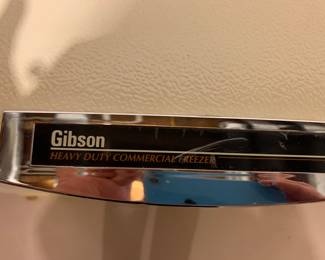 Gibson
HEAVY DUTY COMMERCIAL FREEZER